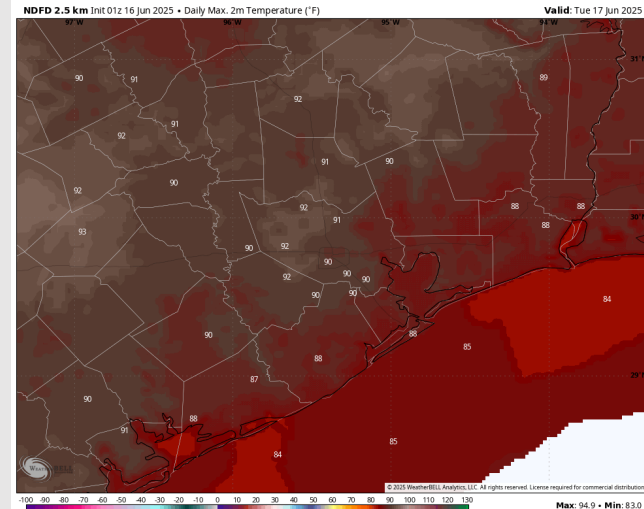 NDFD 2.5 km Init 01z 16 Jun 2025 • Daily Max. 2m Temperature (°F)
Valid: Tue 17 Jun 2025
97°W 96°W 95°W 94°W
31°N
90 91 89
92
91
92
91 90
90
92
92 88 88
91 88
93
90 92
30°N
90
92 90 90
90 90
84
90 88
85
88
87
29°N
90
88
91
85
84
WeatherBELL
© 2025 WeatherBELL Analytics, LLC. All rights reserved. License required for commercial distribution
-100 -90 -80 -70 -60 -50 -40 -30 -20 -10 0 10 20 30 40 50 60 70 80 90 100 110 120 130
Max: 94.9 • Min: 83.0